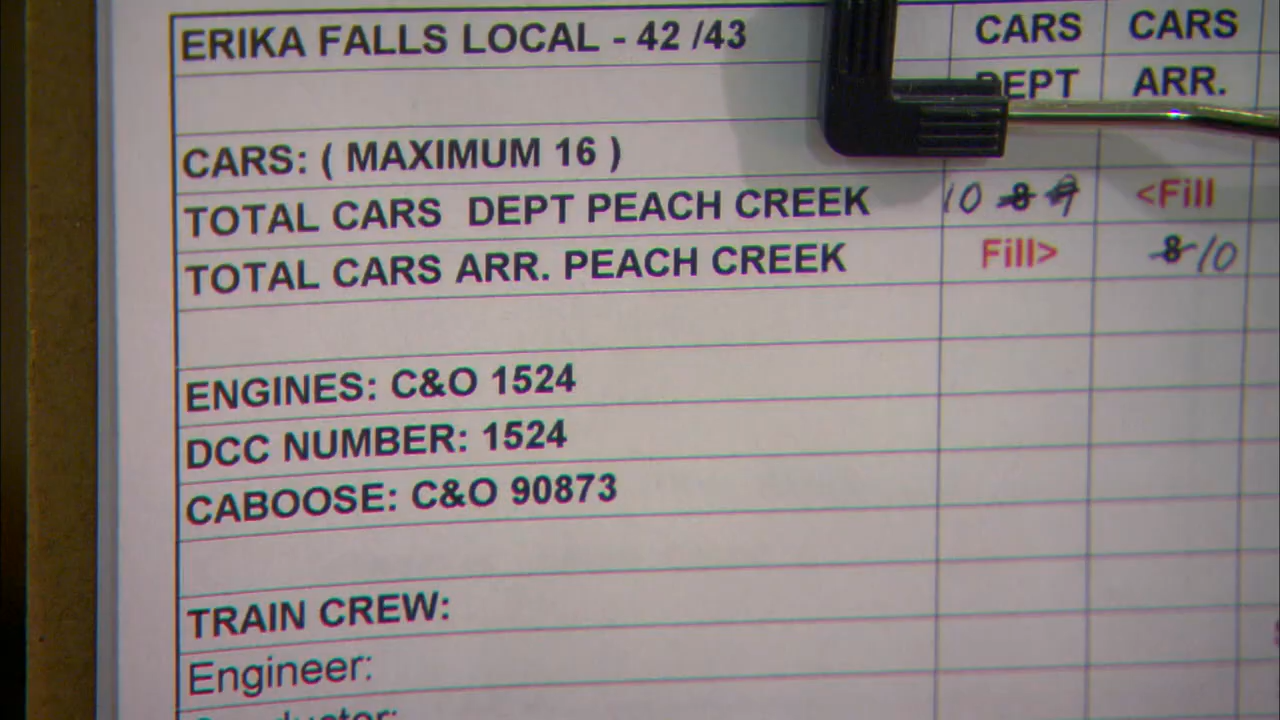 ERIKA FALLS LOCAL - 42 /43 CARS CARS
DEPT ARR.
CARS: ( MAXIMUM 16 )
TOTAL CARS DEPT PEACH CREEK 10 8 9 <Fill
TOTAL CARS ARR. PEACH CREEK Fill> 8 10
ENGINES: C&O 1524
DCC NUMBER: 1524
CABOOSE: C&O 90873
TRAIN CREW:
Engineer:
Conductor: